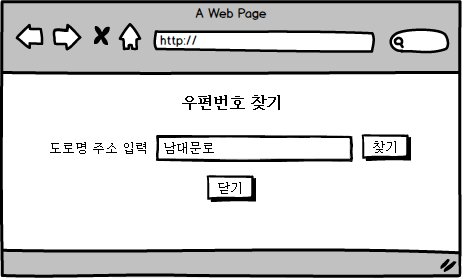 A Web Page
http://
우편번호 찾기
도로명 주소 입력 남대문로 찾기
닫기